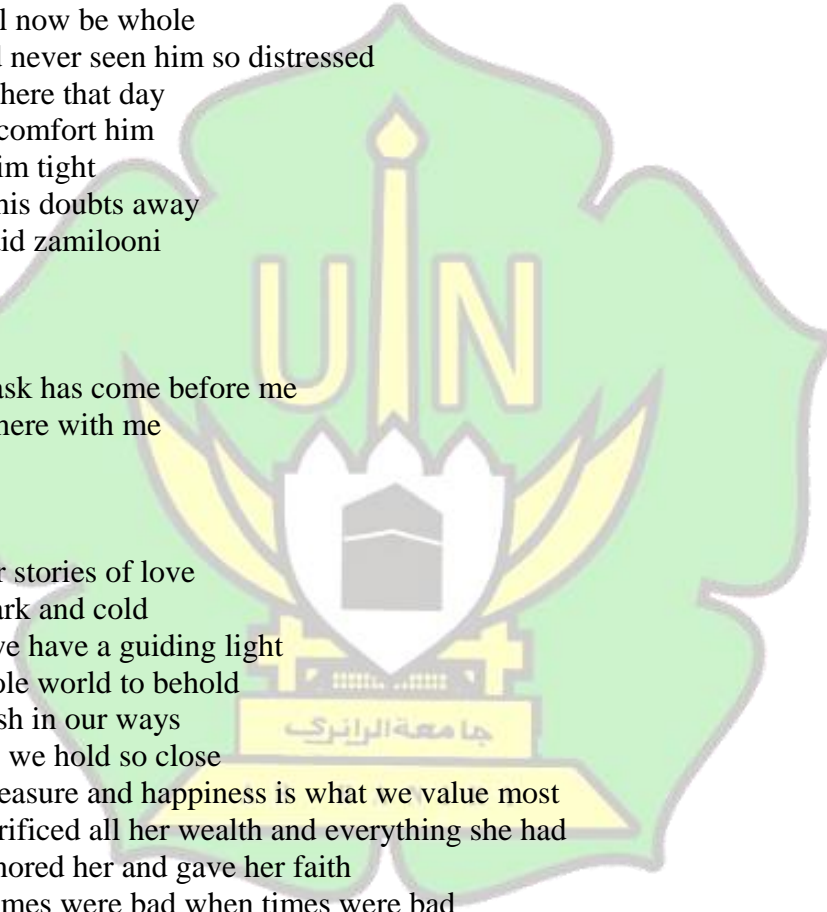 l now be whole
d never seen him so distressed
here that day
comfort him
im tight
his doubts away
id zamilooni
ask has come before me
here with me
r stories of love
ark and cold
ve have a guiding light
ole world to behold
sh in our ways
we hold so close
easure and happiness is what we value most
rificed all her wealth and everything she had
nored her and gave her faith
mes were bad when times were bad
UIN
جامعة الرانري